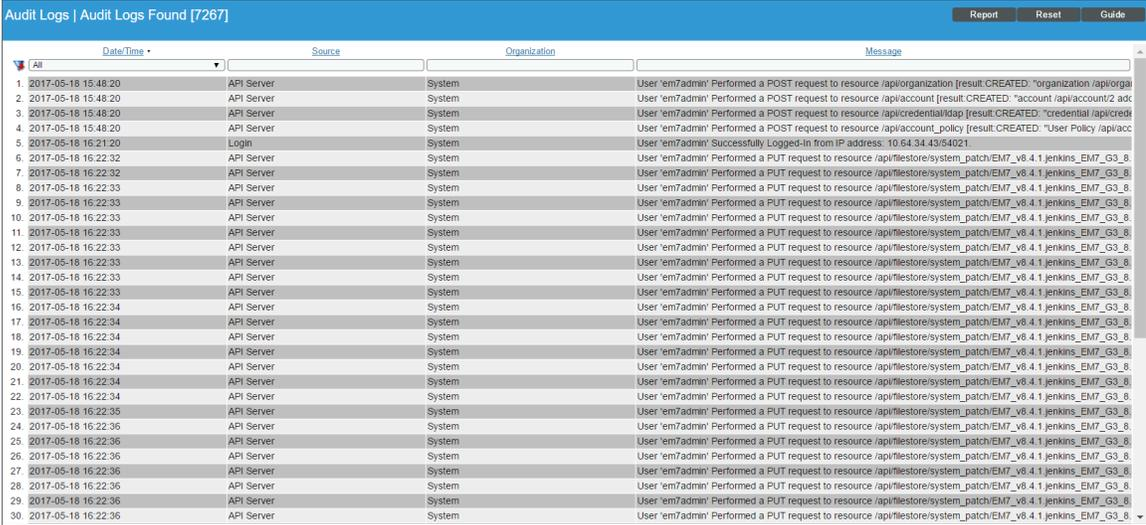 Audit Logs | Audit Logs Found [7267]
Report Reset Guide
Date/Time Source Organization Message
All
1. 2017-05-18 15:48:20 API Server System User 'em7admin' Performed a POST request to resource /api/organization [result:CREATED: "organization /api/orga
2. 2017-05-18 15:48:20 API Server System User 'em7admin' Performed a POST request to resource /api/account [result:CREATED: "account /api/account/2 add
3. 2017-05-18 15:48:20 API Server System User 'em7admin' Performed a POST request to resource /api/credential/ldap [result:CREATED: "credential /api/crede
4. 2017-05-18 15:48:20 API Server System User 'em7admin' Performed a POST request to resource /api/account_policy [result:CREATED: "User Policy /api/acc
5. 2017-05-18 16:21:20 Login System User 'em7admin' Successfully Logged-In from IP address: 10.64.34.43/54021.
6. 2017-05-18 16:22:32 API Server System User 'em7admin' Performed a PUT request to resource /api/filestore/system_patch/EM7_v8.4.1.jenkins_EM7_G3_8.
7. 2017-05-18 16:22:32 API Server System User 'em7admin' Performed a PUT request to resource /api/filestore/system_patch/EM7_v8.4.1.jenkins_EM7_G3_8.
8. 2017-05-18 16:22:33 API Server System User 'em7admin' Performed a PUT request to resource /api/filestore/system_patch/EM7_v8.4.1.jenkins_EM7_G3_8.
9. 2017-05-18 16:22:33 API Server System User 'em7admin' Performed a PUT request to resource /api/filestore/system_patch/EM7_v8.4.1.jenkins_EM7_G3_8.
10. 2017-05-18 16:22:33 API Server System User 'em7admin' Performed a PUT request to resource /api/filestore/system_patch/EM7_v8.4.1.jenkins_EM7_G3_8.
11. 2017-05-18 16:22:33 API Server System User 'em7admin' Performed a PUT request to resource /api/filestore/system_patch/EM7_v8.4.1.jenkins_EM7_G3_8.
12. 2017-05-18 16:22:33 API Server System User 'em7admin' Performed a PUT request to resource /api/filestore/system_patch/EM7_v8.4.1.jenkins_EM7_G3_8.
13. 2017-05-18 16:22:33 API Server System User 'em7admin' Performed a PUT request to resource /api/filestore/system_patch/EM7_v8.4.1.jenkins_EM7_G3_8.
14. 2017-05-18 16:22:33 API Server System User 'em7admin' Performed a PUT request to resource /api/filestore/system_patch/EM7_v8.4.1.jenkins_EM7_G3_8.
15. 2017-05-18 16:22:33 API Server System User 'em7admin' Performed a PUT request to resource /api/filestore/system_patch/EM7_v8.4.1.jenkins_EM7_G3_8.
16. 2017-05-18 16:22:34 API Server System User 'em7admin' Performed a PUT request to resource /api/filestore/system_patch/EM7_v8.4.1.jenkins_EM7_G3_8.
17. 2017-05-18 16:22:34 API Server System User 'em7admin' Performed a PUT request to resource /api/filestore/system_patch/EM7_v8.4.1.jenkins_EM7_G3_8.
18. 2017-05-18 16:22:34 API Server System User 'em7admin' Performed a PUT request to resource /api/filestore/system_patch/EM7_v8.4.1.jenkins_EM7_G3_8.
19. 2017-05-18 16:22:34 API Server System User 'em7admin' Performed a PUT request to resource /api/filestore/system_patch/EM7_v8.4.1.jenkins_EM7_G3_8.
20. 2017-05-18 16:22:34 API Server System User 'em7admin' Performed a PUT request to resource /api/filestore/system_patch/EM7_v8.4.1.jenkins_EM7_G3_8.
21. 2017-05-18 16:22:34 API Server System User 'em7admin' Performed a PUT request to resource /api/filestore/system_patch/EM7_v8.4.1.jenkins_EM7_G3_8.
22. 2017-05-18 16:22:34 API Server System User 'em7admin' Performed a PUT request to resource /api/filestore/system_patch/EM7_v8.4.1.jenkins_EM7_G3_8.
23. 2017-05-18 16:22:35 API Server System User 'em7admin' Performed a PUT request to resource /api/filestore/system_patch/EM7_v8.4.1.jenkins_EM7_G3_8.
24. 2017-05-18 16:22:36 API Server System User 'em7admin' Performed a PUT request to resource /api/filestore/system_patch/EM7_v8.4.1.jenkins_EM7_G3_8.
25. 2017-05-18 16:22:36 API Server System User 'em7admin' Performed a PUT request to resource /api/filestore/system_patch/EM7_v8.4.1.jenkins_EM7_G3_8.
26. 2017-05-18 16:22:36 API Server System User 'em7admin' Performed a PUT request to resource /api/filestore/system_patch/EM7_v8.4.1.jenkins_EM7_G3_8.
27. 2017-05-18 16:22:36 API Server System User 'em7admin' Performed a PUT request to resource /api/filestore/system_patch/EM7_v8.4.1.jenkins_EM7_G3_8.
28. 2017-05-18 16:22:36 API Server System User 'em7admin' Performed a PUT request to resource /api/filestore/system_patch/EM7_v8.4.1.jenkins_EM7_G3_8.
29. 2017-05-18 16:22:36 API Server System User 'em7admin' Performed a PUT request to resource /api/filestore/system_patch/EM7_v8.4.1.jenkins_EM7_G3_8.
30. 2017-05-18 16:22:36 API Server System User 'em7admin' Performed a PUT request to resource /api/filestore/system_patch/EM7_v8.4.1.jenkins_EM7_G3_8.